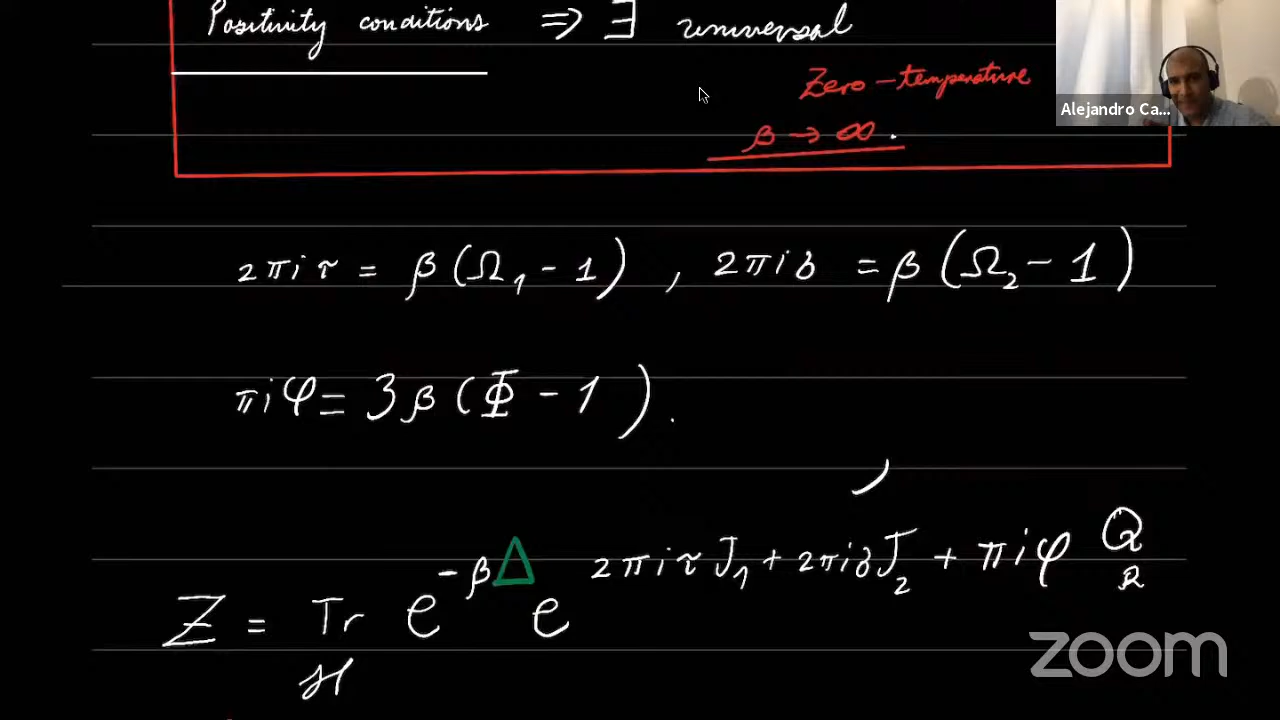 Positivity conditions ⇒ ∃ universal
Zero-temperature
β → ∞.
Alejandro Ca...
2πiτ = β(Ω₁ - 1) , 2πiσ = β(Ω₂ - 1)
πiφ = 3β(Φ - 1).
Z = Tr_H e^{-βΔ} e^{2πiτJ₁ + 2πiσJ₂ + πiφ Q_R}
zoom